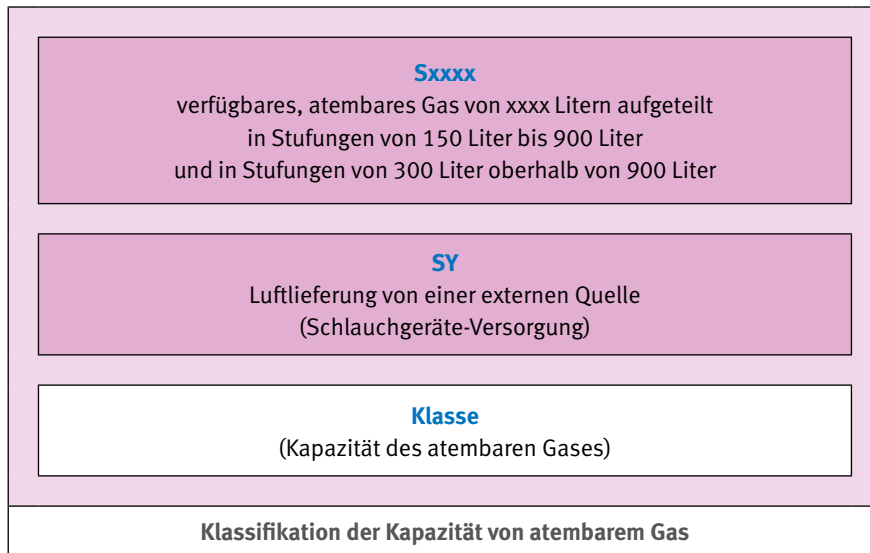 Sxxxx
verfügbares, atembares Gas von xxxx Litern aufgeteilt
in Stufungen von 150 Liter bis 900 Liter
und in Stufungen von 300 Liter oberhalb von 900 Liter
SY
Luftlieferung von einer externen Quelle
(Schlauchgeräte-Versorgung)
Klasse
(Kapazität des atembaren Gases)
Klassifikation der Kapazität von atembarem Gas